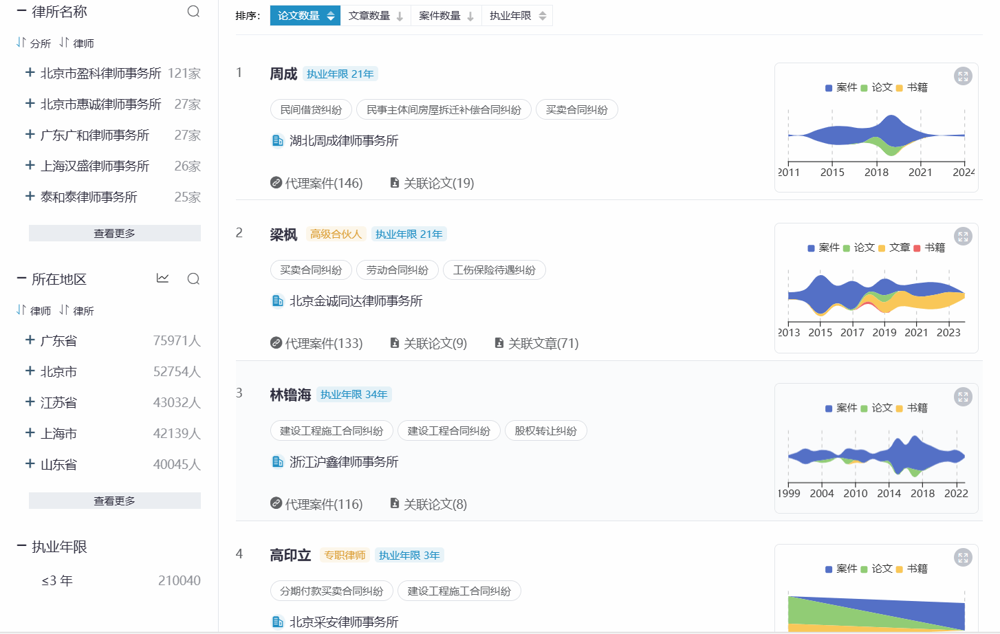 律所名称
分所 律师
北京市盈科律师事务所 121家
北京市惠诚律师事务所 27家
广东广和律师事务所 27家
上海汉盛律师事务所 26家
泰和泰律师事务所 25家
查看更多
所在地区
律师 律所
广东省 75971人
北京市 52754人
江苏省 43032人
上海市 42139人
山东省 40045人
查看更多
执业年限
≤3 年 210040
排序： 论文数量 文章数量 案件数量 执业年限
1 周成 执业年限 21年
民间借贷纠纷 民事主体间房屋拆迁补偿合同纠纷 买卖合同纠纷
湖北周成律师事务所
代理案件(146) 关联论文(19)
案件 论文 书籍
2011 2015 2018 2021 2024
2 梁枫 高级合伙人 执业年限 21年
买卖合同纠纷 劳动合同纠纷 工伤保险待遇纠纷
北京金诚同达律师事务所
代理案件(133) 关联论文(9) 关联文章(71)
案件 论文 文章 书籍
2013 2015 2017 2019 2021 2023
3 林镥海 执业年限 34年
建设工程施工合同纠纷 建设工程合同纠纷 股权转让纠纷
浙江沪鑫律师事务所
代理案件(116) 关联论文(8)
案件 论文 书籍
1999 2004 2010 2014 2018 2022
4 高印立 专职律师 执业年限 3年
分期付款买卖合同纠纷 建设工程施工合同纠纷
北京采安律师事务所
案件 论文 书籍